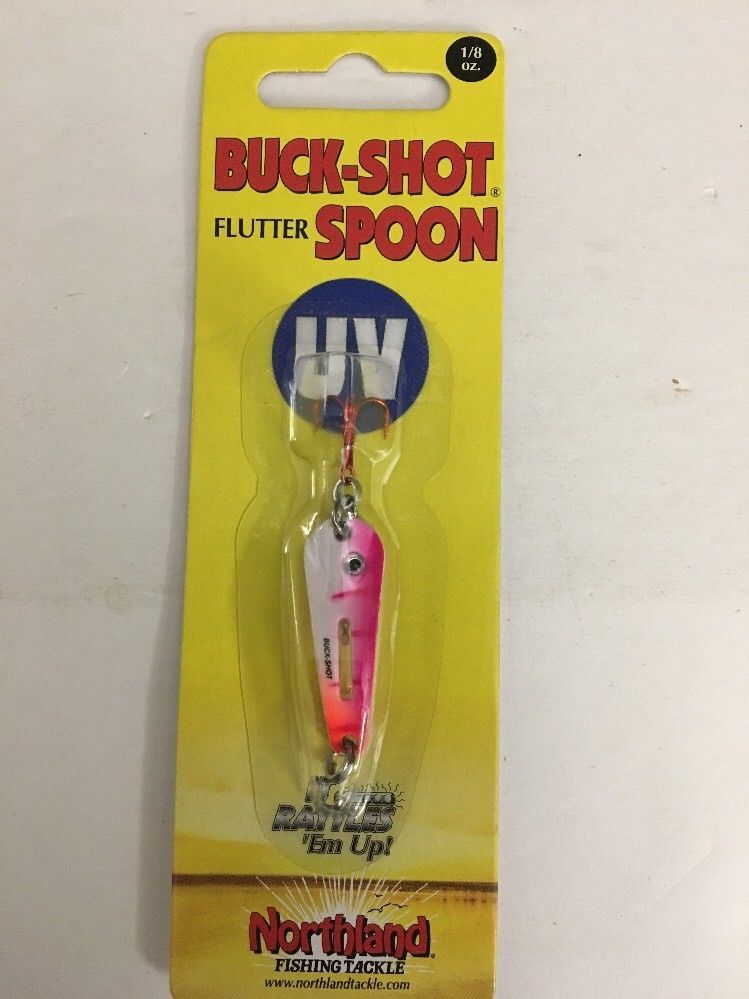 1/8
oz.
BUCK-SHOT®
FLUTTER SPOON
UV
BUCK-SHOT
RATTLES
'Em Up!
Northland®
FISHING TACKLE
www.northlandtackle.com